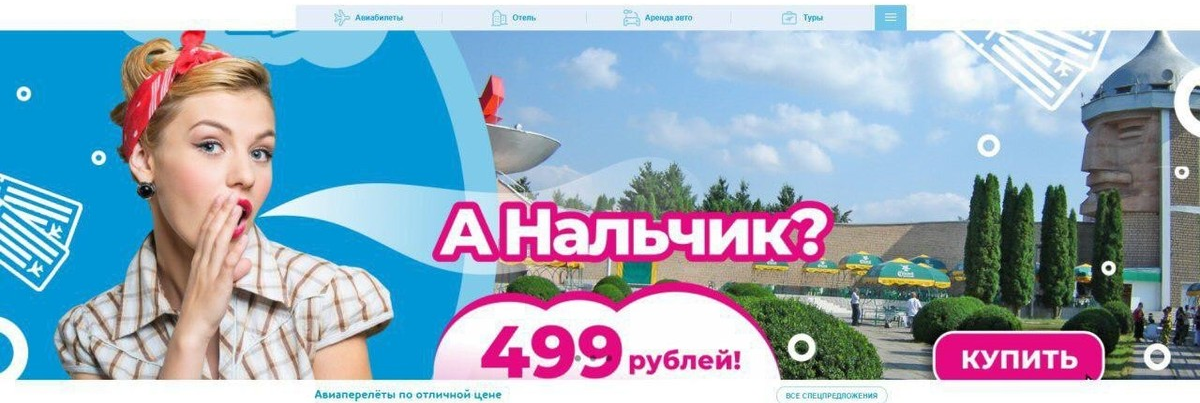 Авиабилеты
Отель
Аренда авто
Туры
А Нальчик?
499 рублей!
КУПИТЬ
Авиаперелёты по отличной цене
ВСЕ СПЕЦПРЕДЛОЖЕНИЯ